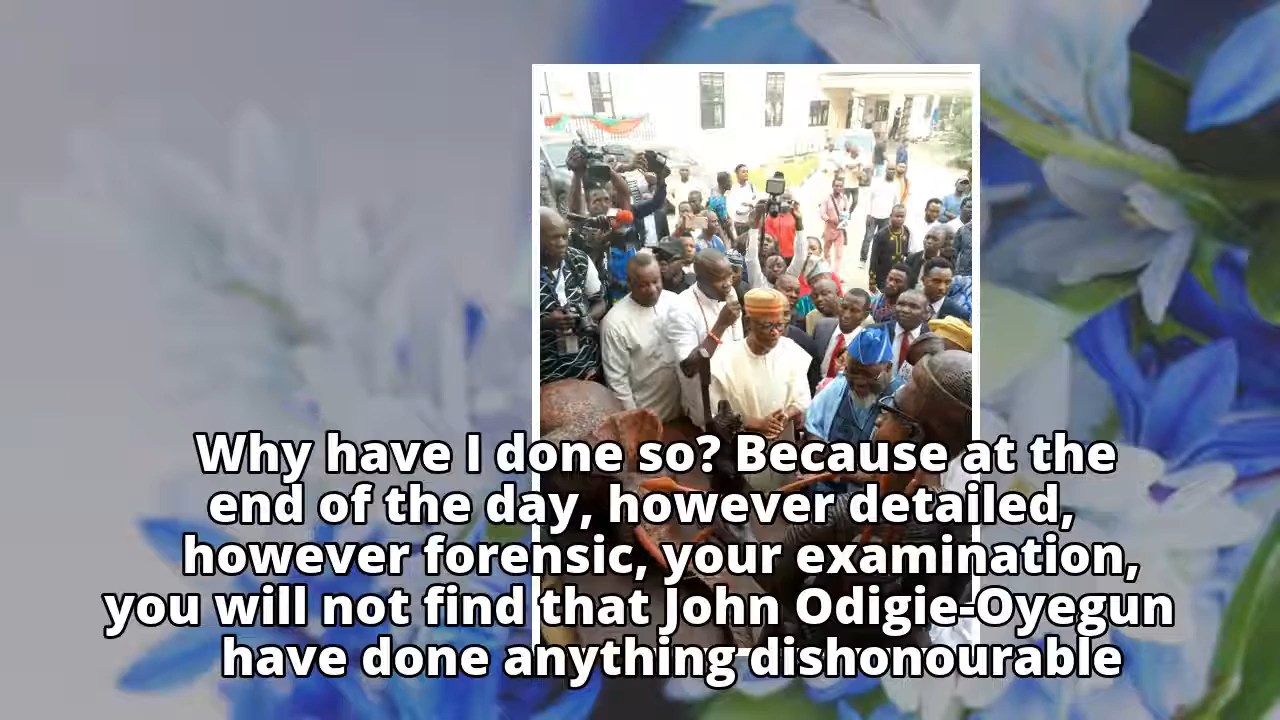 Why have I done so? Because at the
end of the day, however detailed,
however forensic, your examination,
you will not find that John Odigie-Oyegun
have done anything dishonourable